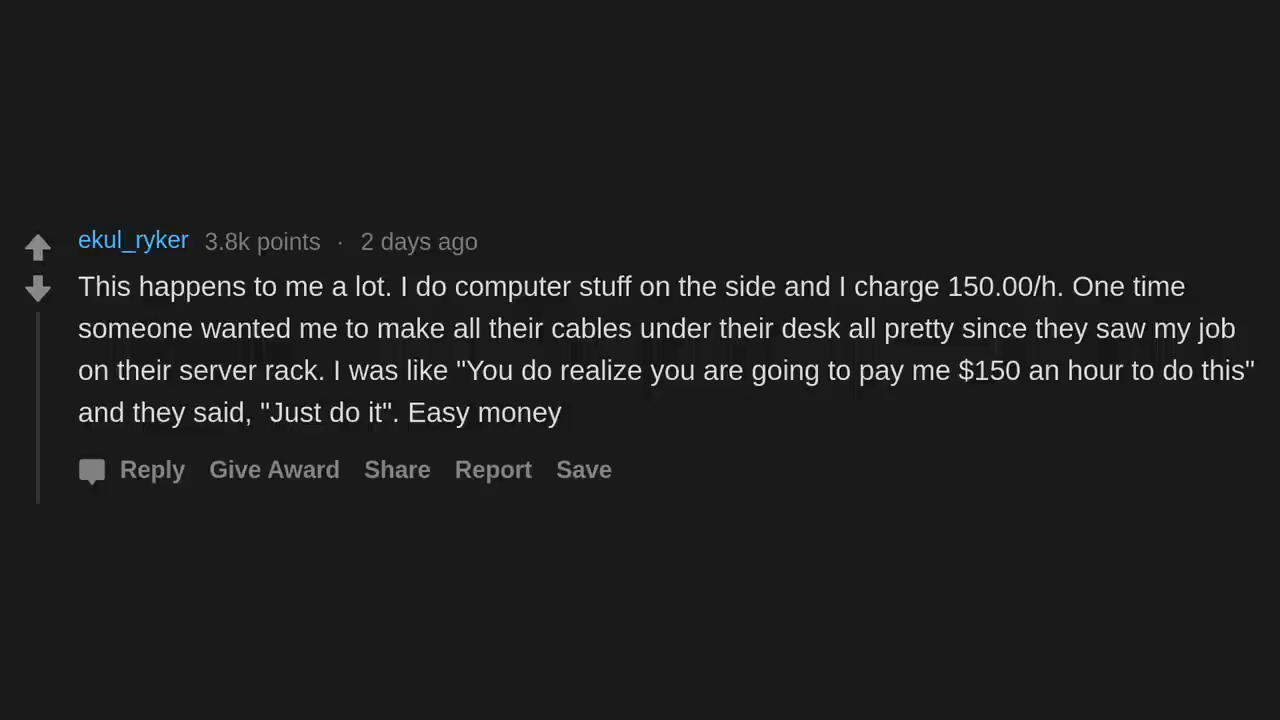 ekul_ryker 3.8k points · 2 days ago
This happens to me a lot. I do computer stuff on the side and I charge 150.00/h. One time
someone wanted me to make all their cables under their desk all pretty since they saw my job
on their server rack. I was like "You do realize you are going to pay me $150 an hour to do this"
and they said, "Just do it". Easy money
Reply Give Award Share Report Save